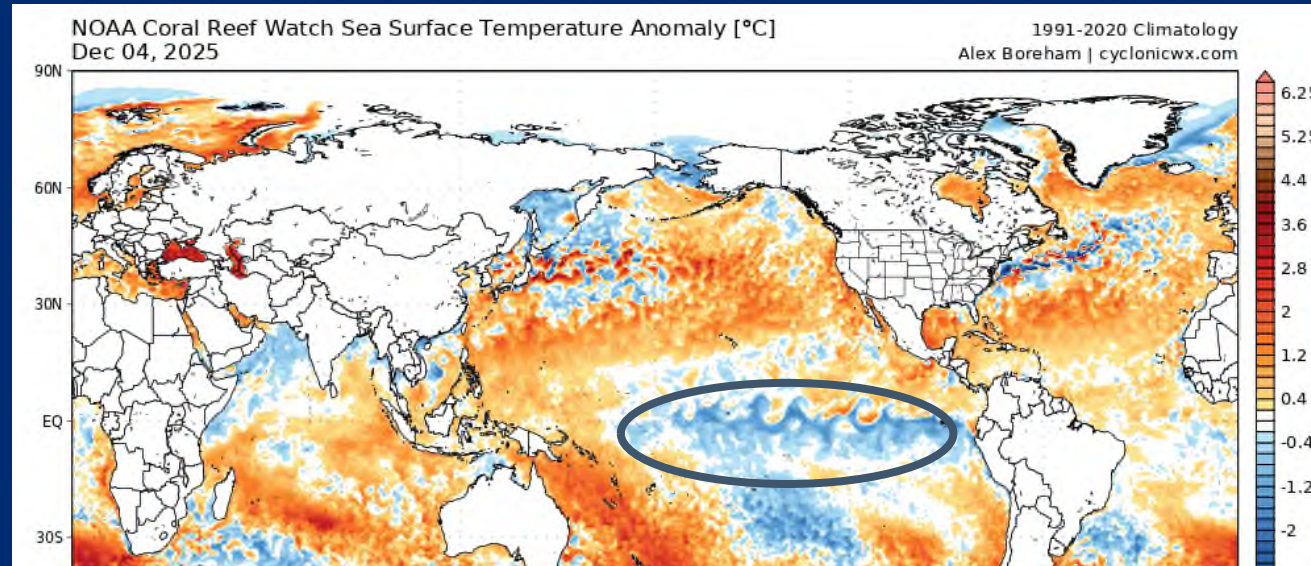 NOAA Coral Reef Watch Sea Surface Temperature Anomaly [°C]
Dec 04, 2025
1991-2020 Climatology
Alex Boreham | cyclonicwx.com
90N
60N
30N
EQ
30S
6.25
5.25
4.4
3.6
2.8
2
1.2
0.4
-0.4
-1.2
-2